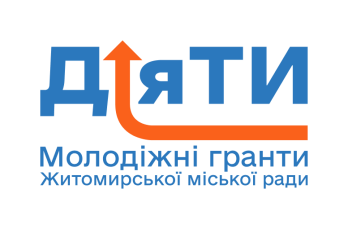 ДіяТИ
Молодіжні гранти
Житомирської міської ради